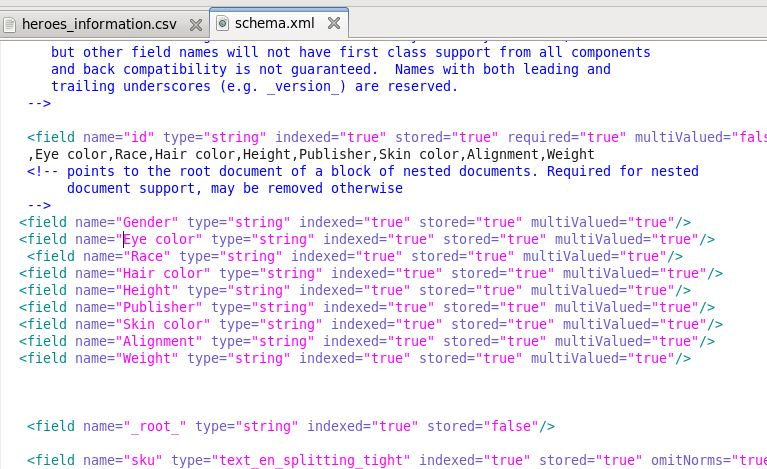 heroes_information.csv
schema.xml
but other field names will not have first class support from all components
and back compatibility is not guaranteed.  Names with both leading and
trailing underscores (e.g. _version_) are reserved.
-->
<field name="id" type="string" indexed="true" stored="true" required="true" multiValued="fals
,Eye color,Race,Hair color,Height,Publisher,Skin color,Alignment,Weight
<!-- points to the root document of a block of nested documents. Required for nested
document support, may be removed otherwise
-->
<field name="Gender" type="string" indexed="true" stored="true" multiValued="true"/>
<field name="Eye color" type="string" indexed="true" stored="true" multiValued="true"/>
<field name="Race" type="string" indexed="true" stored="true" multiValued="true"/>
<field name="Hair color" type="string" indexed="true" stored="true" multiValued="true"/>
<field name="Height" type="string" indexed="true" stored="true" multiValued="true"/>
<field name="Publisher" type="string" indexed="true" stored="true" multiValued="true"/>
<field name="Skin color" type="string" indexed="true" stored="true" multiValued="true"/>
<field name="Alignment" type="string" indexed="true" stored="true" multiValued="true"/>
<field name="Weight" type="string" indexed="true" stored="true" multiValued="true"/>
<field name="_root_" type="string" indexed="true" stored="false"/>
<field name="sku" type="text_en_splitting_tight" indexed="true" stored="true" omitNorms="true